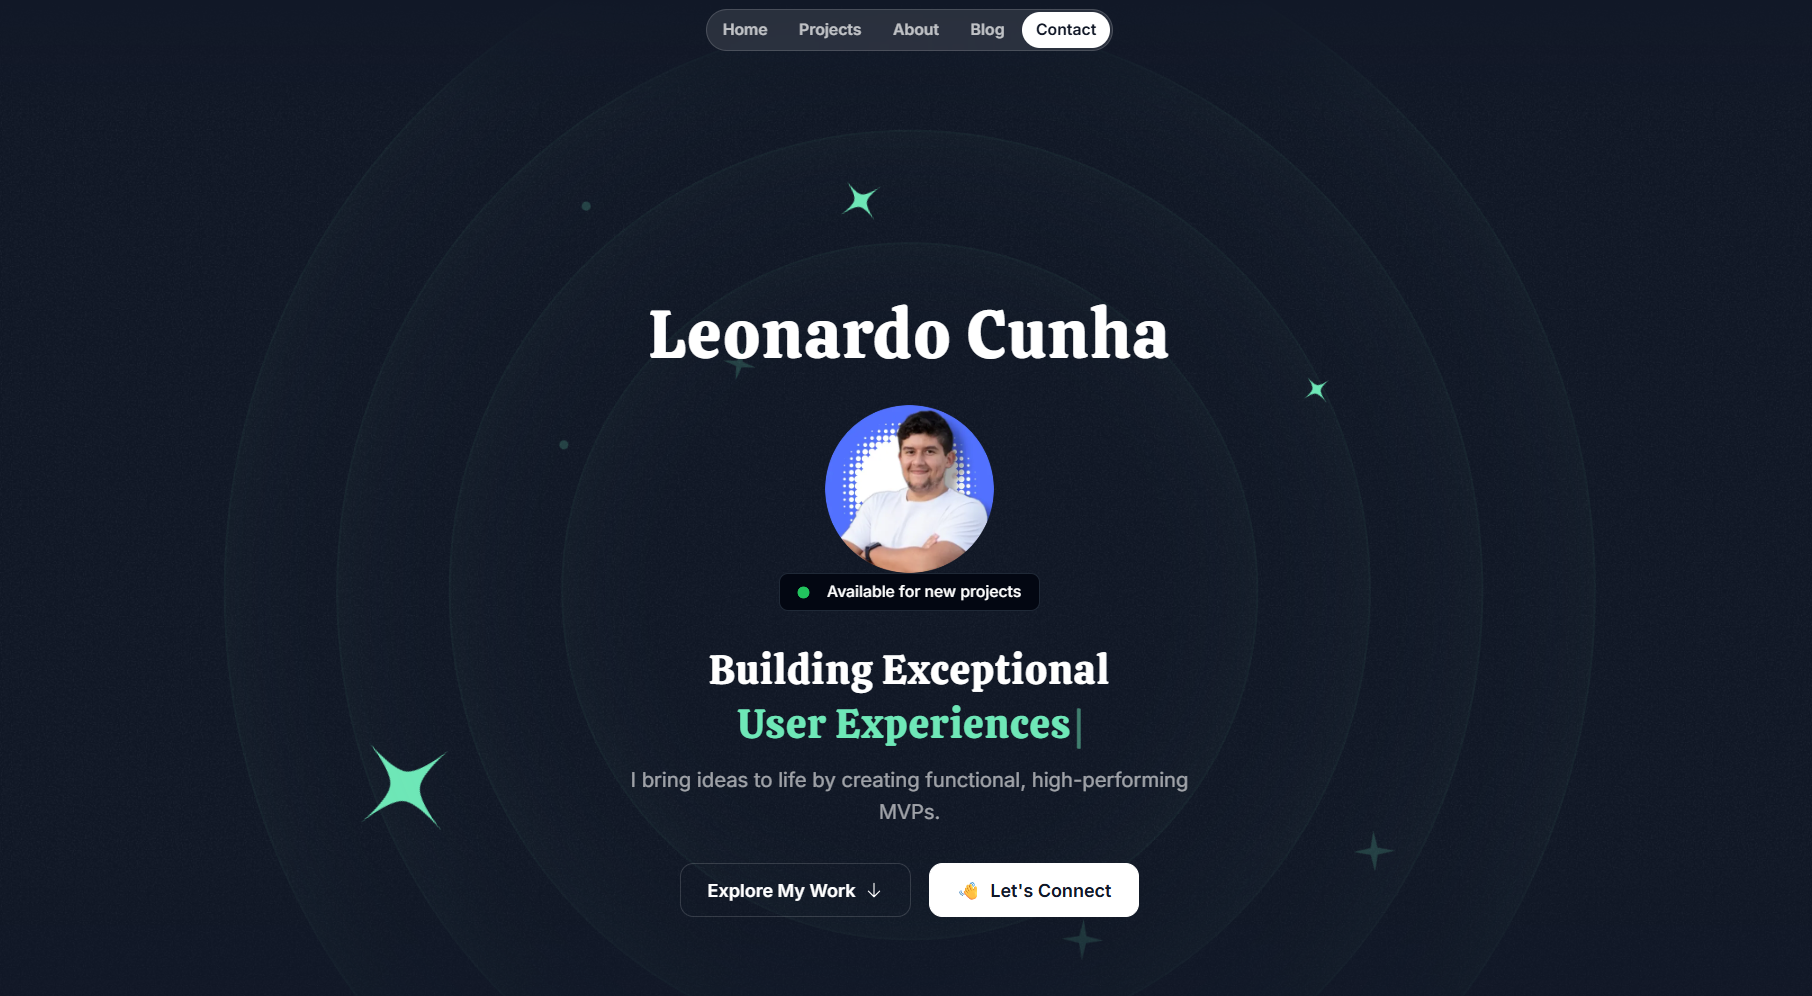 Home Projects About Blog Contact
Leonardo Cunha
Available for new projects
Building Exceptional
User Experiences|
I bring ideas to life by creating functional, high-performing
MVPs.
Explore My Work ↓
👋 Let's Connect